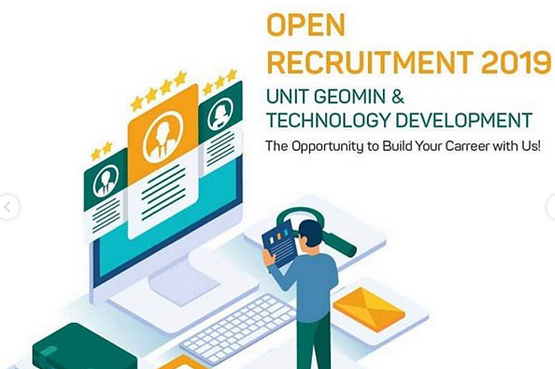 OPEN
RECRUITMENT 2019
UNIT GEOMIN &
TECHNOLOGY DEVELOPMENT
The Opportunity to Build Your Carreer with Us!